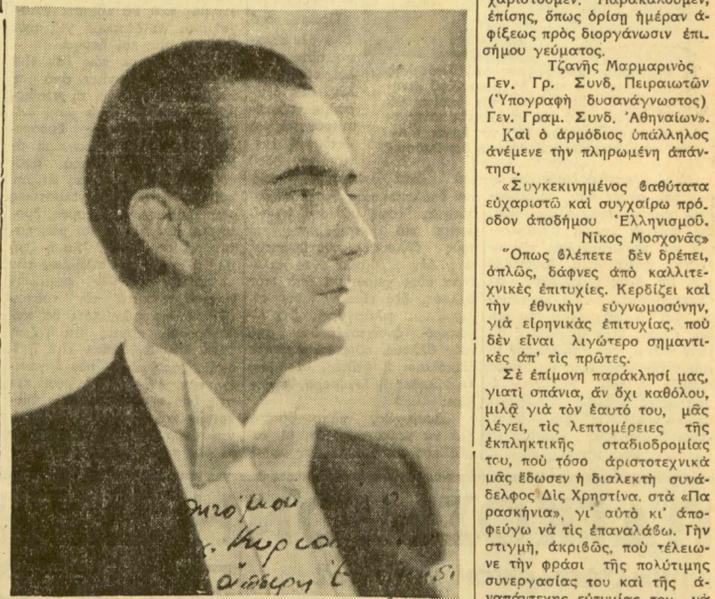 χαριστοῦμεν. Παρακαλοῦμεν,
ἐπίσης, ὅπως ὁρίσῃ ἡμέραν ἀ-
φίξεως πρὸς διοργάνωσιν ἐπι.
σήμου γεύματος.
Τζανῆς Μαρμαρινὸς
Γεν. Γρ. Συνδ. Πειραιωτῶν
(Ὑπογραφὴ δυσανάγνωστος)
Γεν. Γραμ. Συνδ. Ἀθηναίων».
Καὶ ὁ ἁρμόδιος ὑπάλληλος
ἀνέμενε τὴν πληρωμένη ἀπάν-
τησι.
«Συγκεκινημένος βαθύτατα
εὐχαριστῶ καὶ συγχαίρω πρό.
οδον ἀποδήμου Ἑλληνισμοῦ.
Νῖκος Μοσχονᾶς»
Ὅπως βλέπετε δὲν δρέπει,
ἁπλῶς, δάφνες ἀπὸ καλλιτε-
χνικὲς ἐπιτυχίες. Κερδίζει καὶ
τὴν ἐθνικὴν εὐγνωμοσύνην,
γιὰ εἰρηνικὰς ἐπιτυχίας. ποὺ
δὲν εἶναι λιγώτερο σημαντι-
κὲς ἀπ' τὶς πρῶτες.
Σὲ ἐπίμονη παράκλησί μας,
γιατὶ σπάνια, ἂν ὄχι καθόλου,
μιλᾷ γιὰ τὸν ἑαυτό του, μᾶς
λέγει, τὶς λεπτομέρειες τῆς
ἐκπληκτικῆς σταδιοδρομίας
του, ποὺ τόσο ἀριστοτεχνικὰ
μᾶς ἔδωσεν ἡ διαλεκτὴ συνά-
δελφος Δὶς Χρηστίνα. στὰ «Πα
ρασκήνια», γι' αὐτὸ κι' ἀπο-
φεύγω νὰ τὶς ἐπαναλάβω. Τὴν
στιγμή, ἀκριβῶς, ποὺ τέλειω-
νε τὴν φράσι τῆς πολύτιμης
συνεργασίας του καὶ τῆς ἀ-